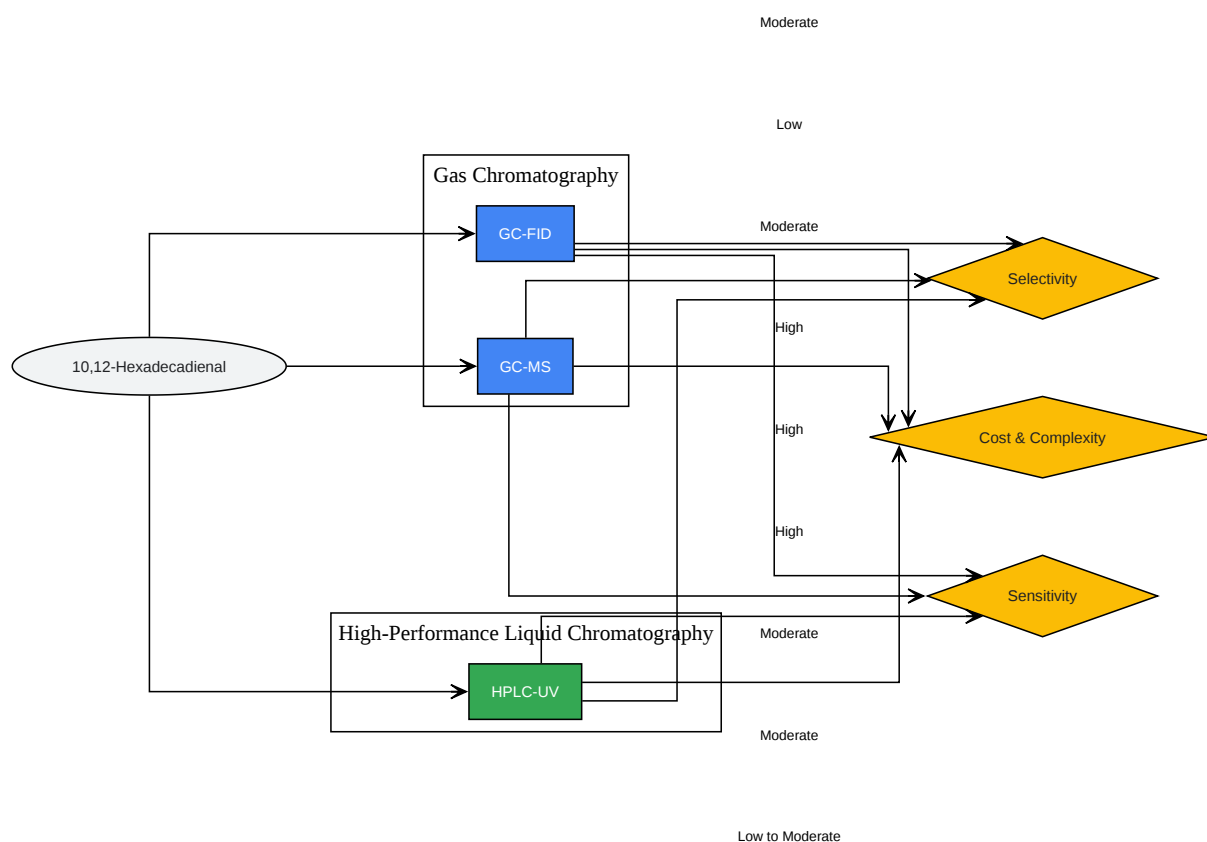 Moderate
Low
Gas Chromatography
Moderate
GC-FID
Selectivity
High
10,12-Hexadecadienal
GC-MS
High
Cost & Complexity
High
Sensitivity
High-Performance Liquid Chromatography
Moderate
HPLC-UV
Moderate
Low to Moderate